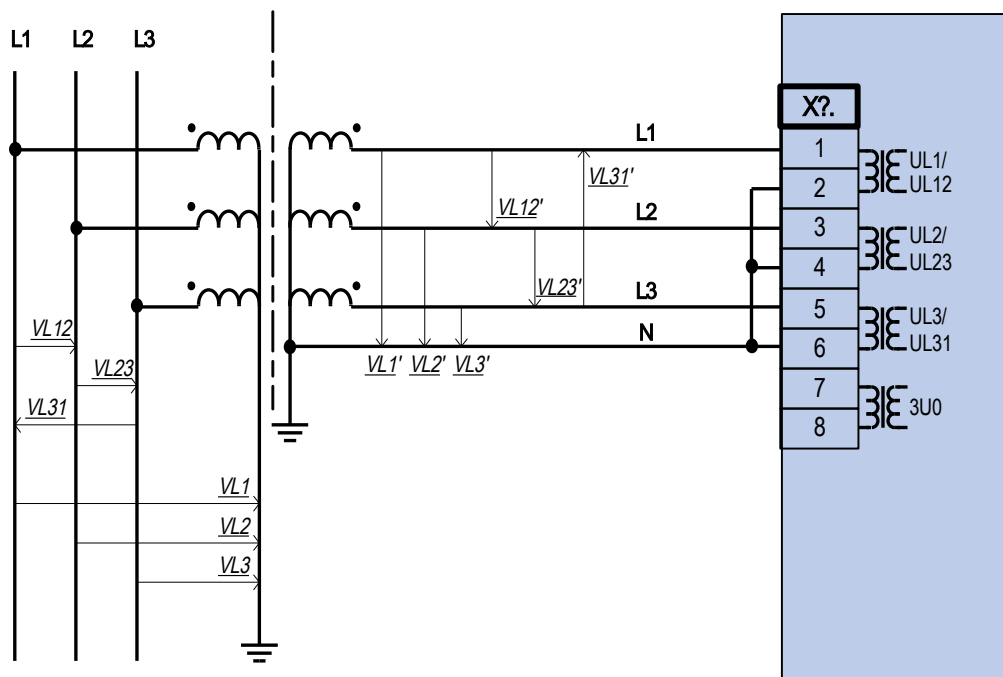 L1 L2 L3
X?.
L1
1
UL1/
VL31'
2
UL12
VL12'
L2
3
UL2/
4
UL23
VL23'
L3
5
UL3/
VL12
N
6
UL31
VL23
VL1' VL2' VL3'
7
3U0
VL31
8
VL1
VL2
VL3